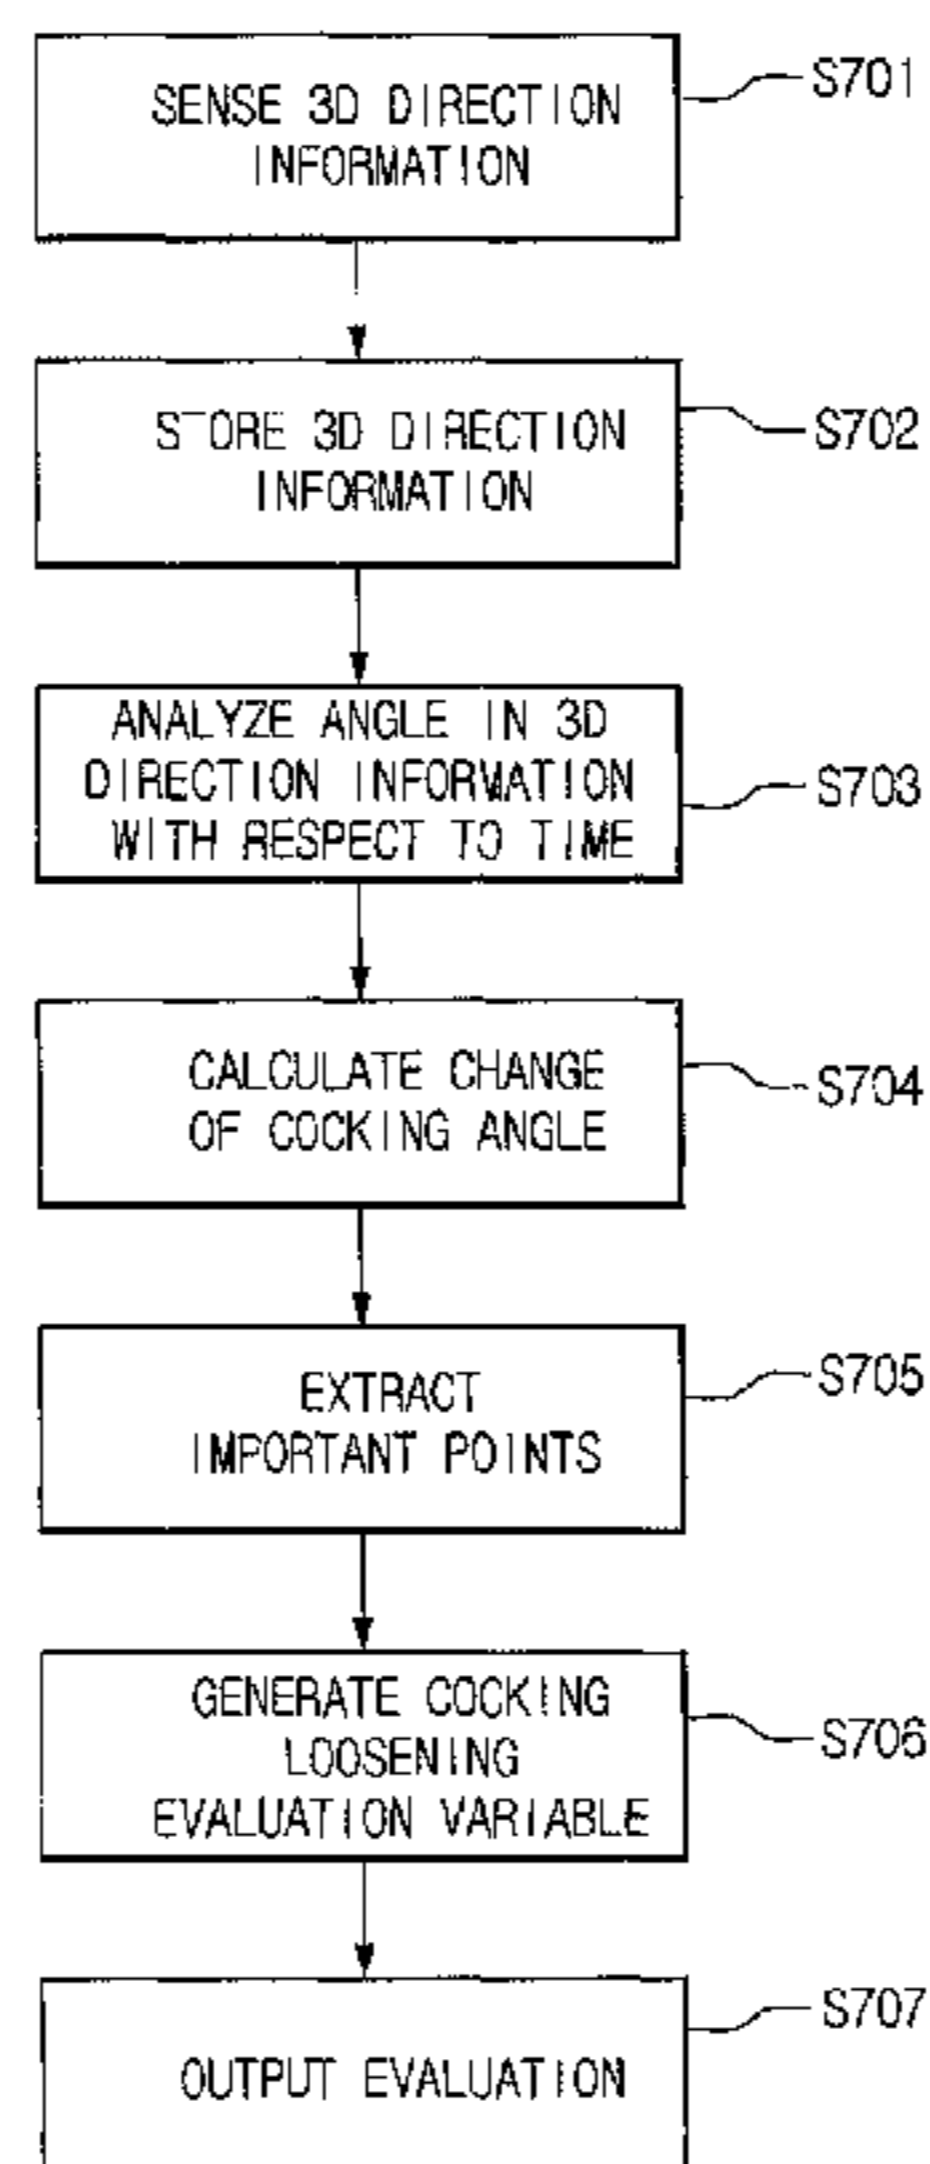 SENSE 3D DIRECTION
INFORMATION
S701
STORE 3D DIRECTION
INFORMATION
S702
ANALYZE ANGLE IN 3D
DIRECTION INFORMATION
WITH RESPECT TO TIME
S703
CALCULATE CHANGE
OF COCKING ANGLE
S704
EXTRACT
IMPORTANT POINTS
S705
GENERATE COCKING
LOOSENING
EVALUATION VARIABLE
S706
OUTPUT EVALUATION
S707